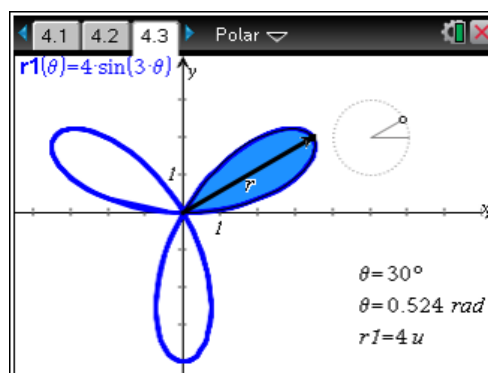 4.1 4.2 4.3 Polar
r1(θ)=4·sin(3·θ)
y
1
r
1
x
θ=30°
θ=0.524 rad
r1=4 u